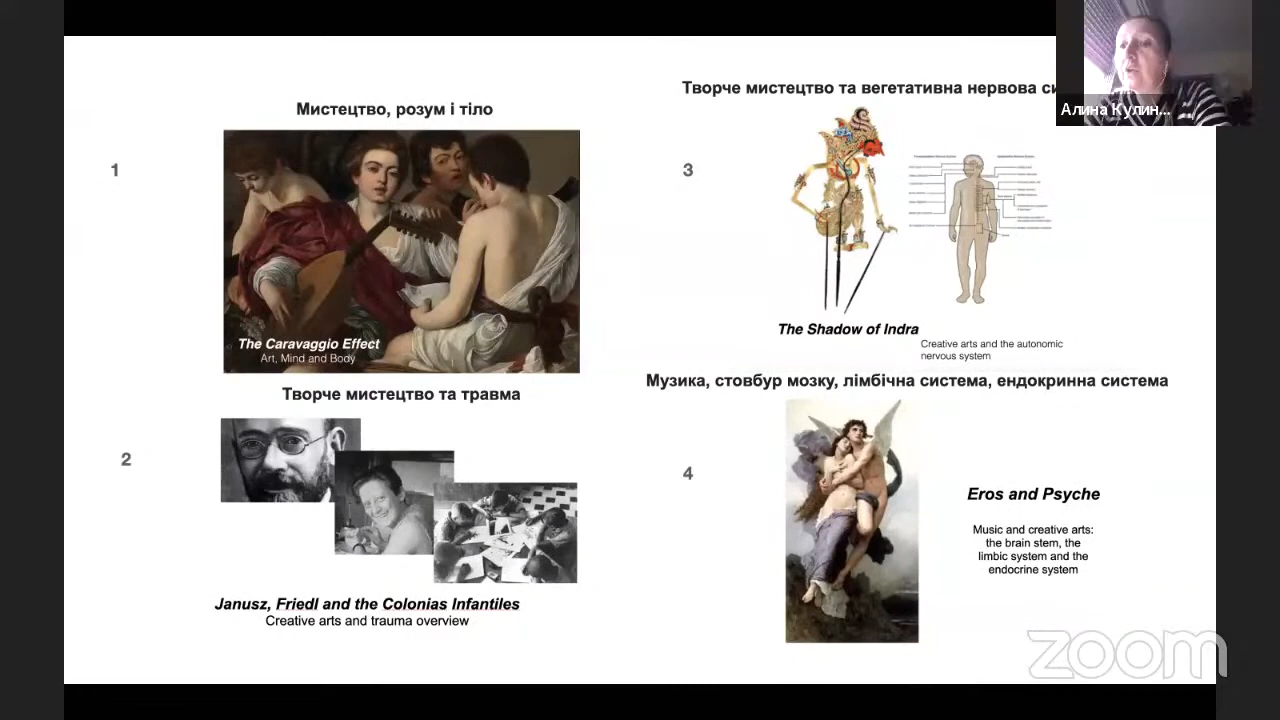 Мистецтво, розум і тіло
1
The Caravaggio Effect
Art, Mind and Body
Творче мистецтво та травма
2
Janusz, Friedl and the Colonias Infantiles
Creative arts and trauma overview
Творче мистецтво та вегетативна нервова си
Алина Кулин...
3
The Shadow of Indra
Creative arts and the autonomic
nervous system
Музика, стовбур мозку, лімбічна система, ендокринна система
4
Eros and Psyche
Music and creative arts:
the brain stem, the
limbic system and the
endocrine system
zoom